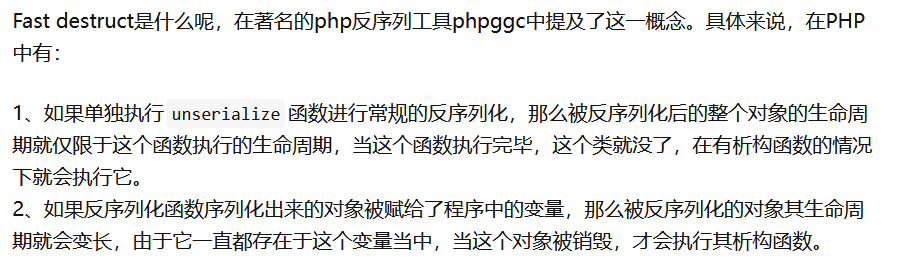 Fast destruct是什么呢，在著名的php反序列工具phpggc中提及了这一概念。具体来说，在PHP
中有：
1、如果单独执行 unserialize 函数进行常规的反序列化，那么被反序列化后的整个对象的生命周
期就仅限于这个函数执行的生命周期，当这个函数执行完毕，这个类就没了，在有析构函数的情况
下就会执行它。
2、如果反序列化函数序列化出来的对象被赋给了程序中的变量，那么被反序列化的对象其生命周
期就会变长，由于它一直都存在于这个变量当中，当这个对象被销毁，才会执行其析构函数。